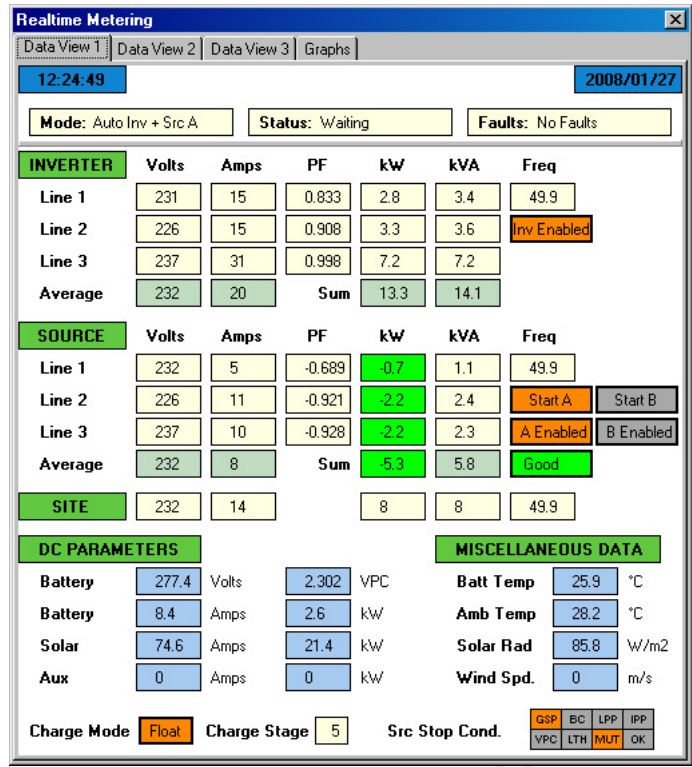 Realtime Metering
Data View 1 Data View 2 Data View 3 Graphs
12:24:49 2008/01/27
Mode: Auto Inv + Src A Status: Waiting Faults: No Faults
INVERTER Volts Amps PF kW kVA Freq
Line 1 231 15 0.833 2.8 3.4 49.9
Line 2 226 15 0.908 3.3 3.6 Inv Enabled
Line 3 237 31 0.998 7.2 7.2
Average 232 20 Sum 13.3 14.1
SOURCE Volts Amps PF kW kVA Freq
Line 1 232 5 -0.689 -0.7 1.1 49.9
Line 2 226 11 -0.921 -2.2 2.4 Start A Start B
Line 3 237 10 -0.928 -2.2 2.3 A Enabled B Enabled
Average 232 8 Sum -5.3 5.8 Good
SITE 232 14 8 8 49.9
DC PARAMETERS MISCELLANEOUS DATA
Battery 277.4 Volts 2.302 VPC Batt Temp 25.9 °C
Battery 8.4 Amps 2.6 kW Amb Temp 28.2 °C
Solar 74.6 Amps 21.4 kW Solar Rad 85.8 W/m2
Aux 0 Amps 0 kW Wind Spd. 0 m/s
GSP BC LPP IPP
Charge Mode Float Charge Stage 5 Src Stop Cond.
VPC LTH MUT OK